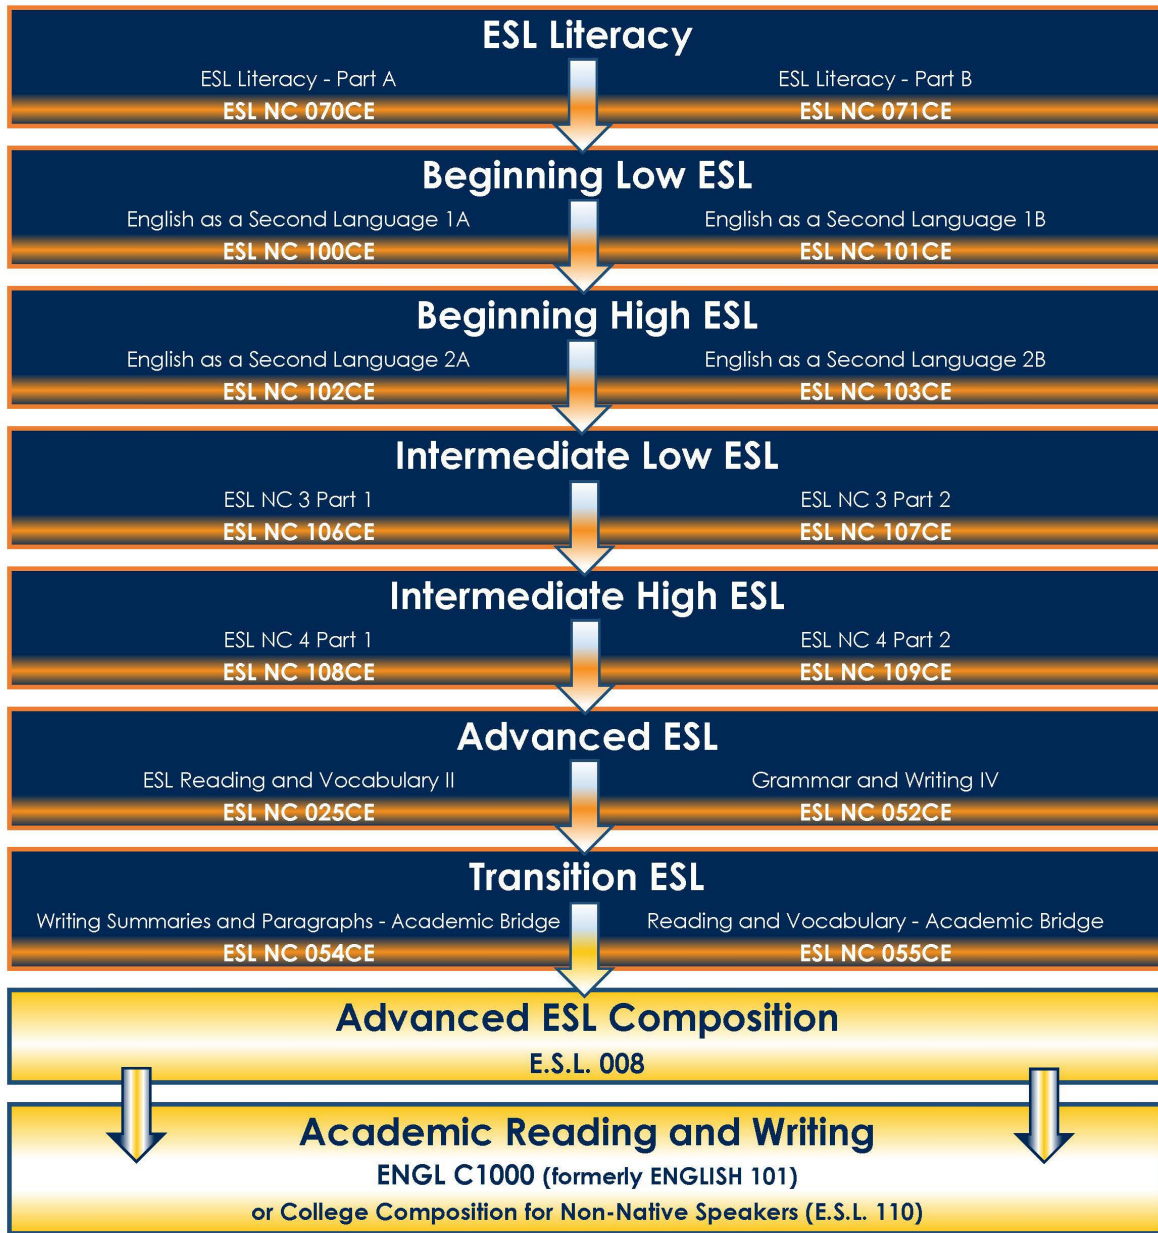 ESL Literacy
ESL Literacy - Part A
ESL NC 070CE
ESL Literacy - Part B
ESL NC 071CE
Beginning Low ESL
English as a Second Language 1A
ESL NC 100CE
English as a Second Language 1B
ESL NC 101CE
Beginning High ESL
English as a Second Language 2A
ESL NC 102CE
English as a Second Language 2B
ESL NC 103CE
Intermediate Low ESL
ESL NC 3 Part 1
ESL NC 106CE
ESL NC 3 Part 2
ESL NC 107CE
Intermediate High ESL
ESL NC 4 Part 1
ESL NC 108CE
ESL NC 4 Part 2
ESL NC 109CE
Advanced ESL
ESL Reading and Vocabulary II
ESL NC 025CE
Grammar and Writing IV
ESL NC 052CE
Transition ESL
Writing Summaries and Paragraphs - Academic Bridge
ESL NC 054CE
Reading and Vocabulary - Academic Bridge
ESL NC 055CE
Advanced ESL Composition
E.S.L. 008
Academic Reading and Writing
ENGL C1000 (formerly ENGLISH 101)
or College Composition for Non-Native Speakers (E.S.L. 110)